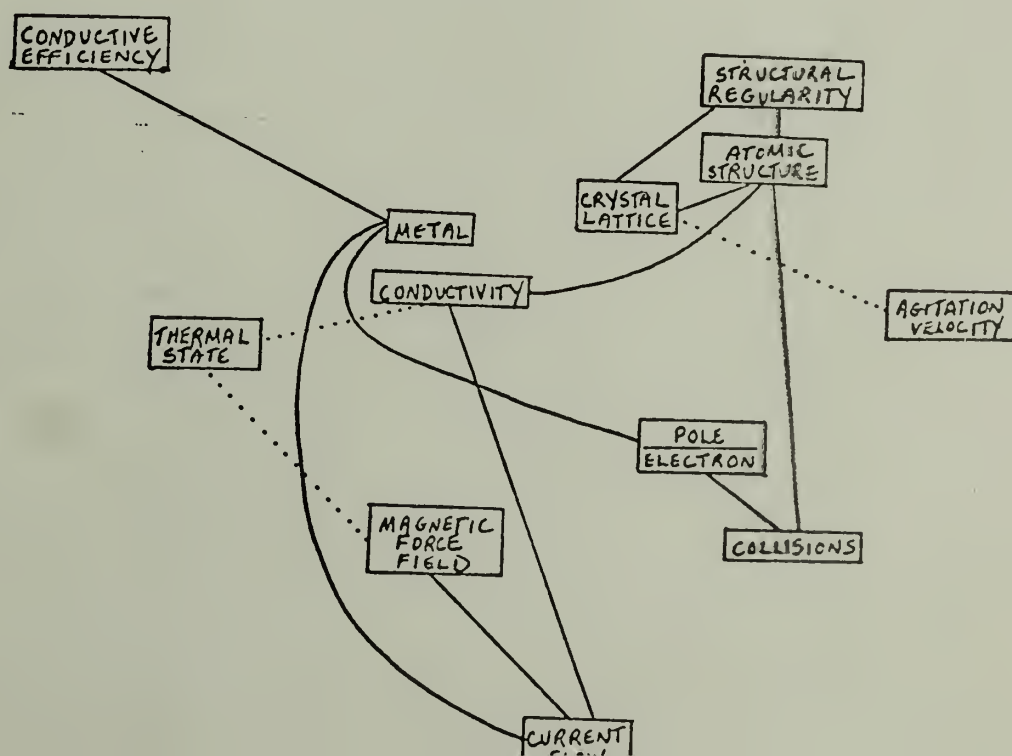 CONDUCTIVE
EFFICIENCY
STRUCTURAL
REGULARITY
ATOMIC
STRUCTURE
CRYSTAL
LATTICE
METAL
CONDUCTIVITY
AGITATION
VELOCITY
THERMAL
STATE
POLE
ELECTRON
MAGNETIC
FORCE
FIELD
COLLISIONS
CURRENT